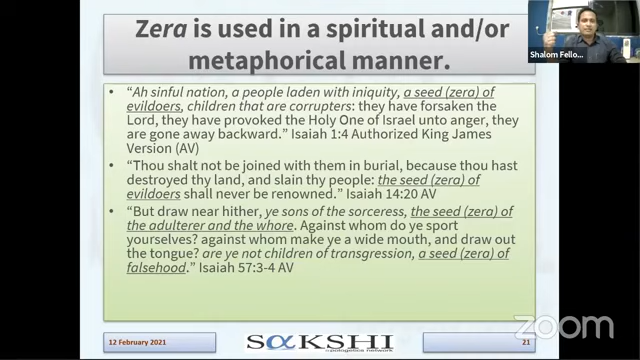 Zera is used in a spiritual and/or
metaphorical manner.
Shalom Fello...
• “Ah sinful nation, a people laden with iniquity, a seed (zera) of
evildoers, children that are corrupters: they have forsaken the
Lord, they have provoked the Holy One of Israel unto anger, they
are gone away backward.” Isaiah 1:4 Authorized King James
Version (AV)
• “Thou shalt not be joined with them in burial, because thou hast
destroyed thy land, and slain thy people: the seed (zera) of
evildoers shall never be renowned.” Isaiah 14:20 AV
• “But draw near hither, ye sons of the sorceress, the seed (zera) of
the adulterer and the whore. Against whom do ye sport
yourselves? against whom make ye a wide mouth, and draw out
the tongue? are ye not children of transgression, a seed (zera) of
falsehood.” Isaiah 57:3-4 AV
12 February 2021
SαKSHI
apologetics network
21
zoom